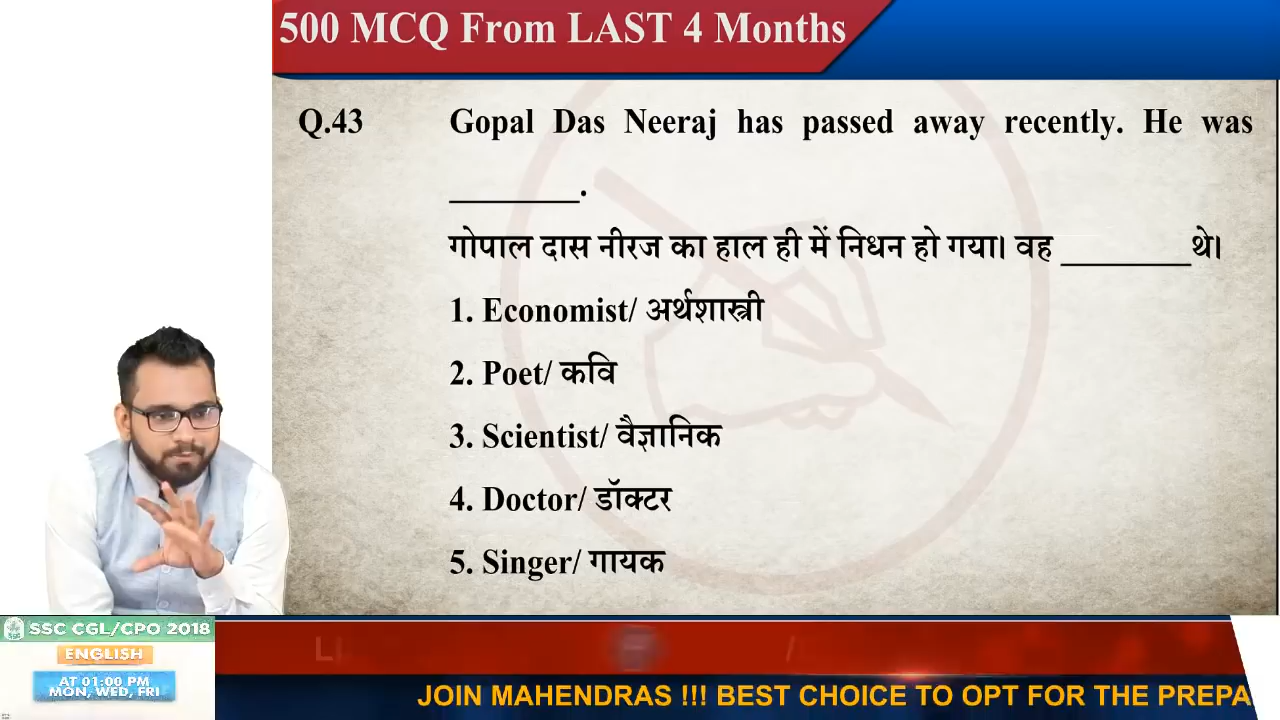 500 MCQ From LAST 4 Months
Q.43 Gopal Das Neeraj has passed away recently. He was
________.
गोपाल दास नीरज का हाल ही में निधन हो गया। वह ________थे।
1. Economist/ अर्थशास्त्री
2. Poet/ कवि
3. Scientist/ वैज्ञानिक
4. Doctor/ डॉक्टर
5. Singer/ गायक
SSC CGL/CPO 2018
ENGLISH
AT 01:00 PM
MON, WED, FRI
JOIN MAHENDRAS !!! BEST CHOICE TO OPT FOR THE PREPA